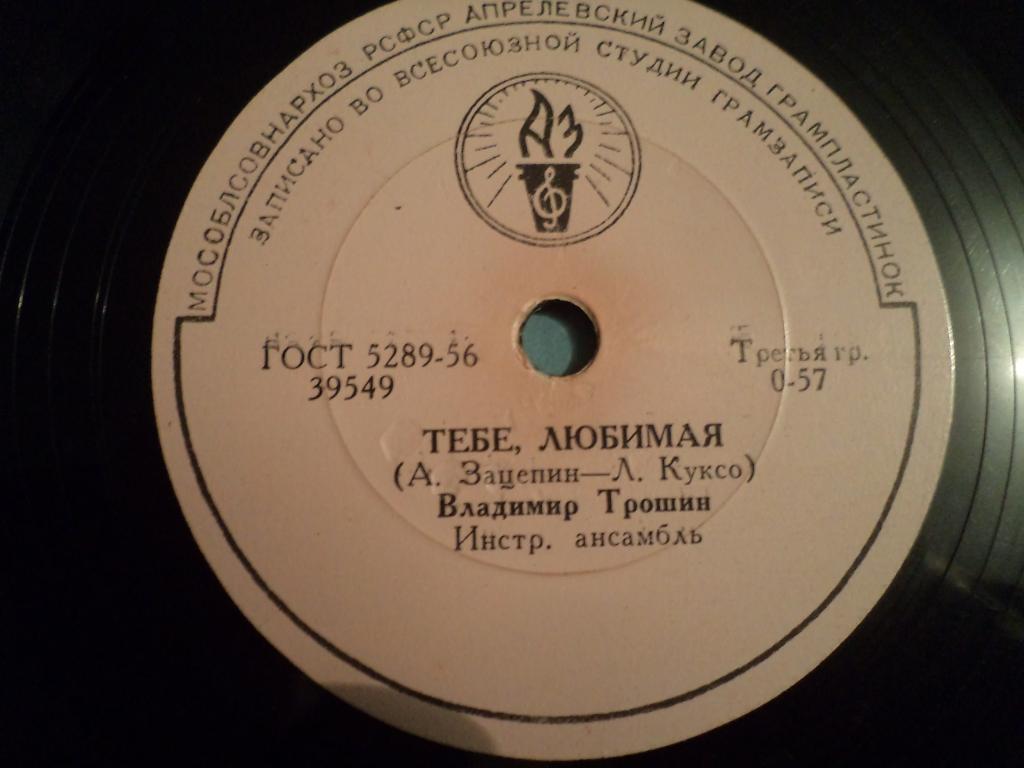 МОСОБЛСОВНАРХОЗ РСФСР АПРЕЛЕВСКИЙ ЗАВОД ГРАМПЛАСТИНОК
ЗАПИСАНО ВО ВСЕСОЮЗНОЙ СТУДИИ ГРАМЗАПИСИ
АЗ
ГОСТ 5289-56
39549
Третья гр.
0-57
ТЕБЕ, ЛЮБИМАЯ
(А. Зацепин—Л. Куксо)
Владимир Трошин
Инстр. ансамбль